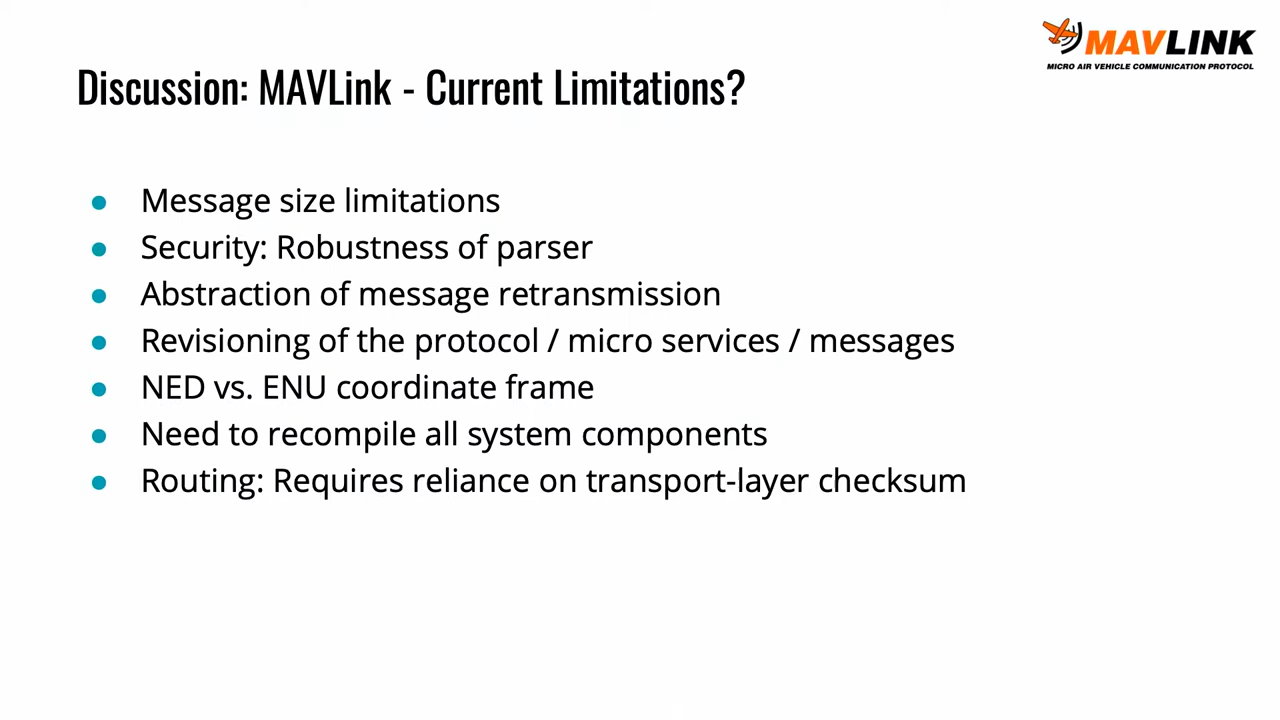 MAVLINK
MICRO AIR VEHICLE COMMUNICATION PROTOCOL
Discussion: MAVLink - Current Limitations?
● Message size limitations
● Security: Robustness of parser
● Abstraction of message retransmission
● Revisioning of the protocol / micro services / messages
● NED vs. ENU coordinate frame
● Need to recompile all system components
● Routing: Requires reliance on transport-layer checksum